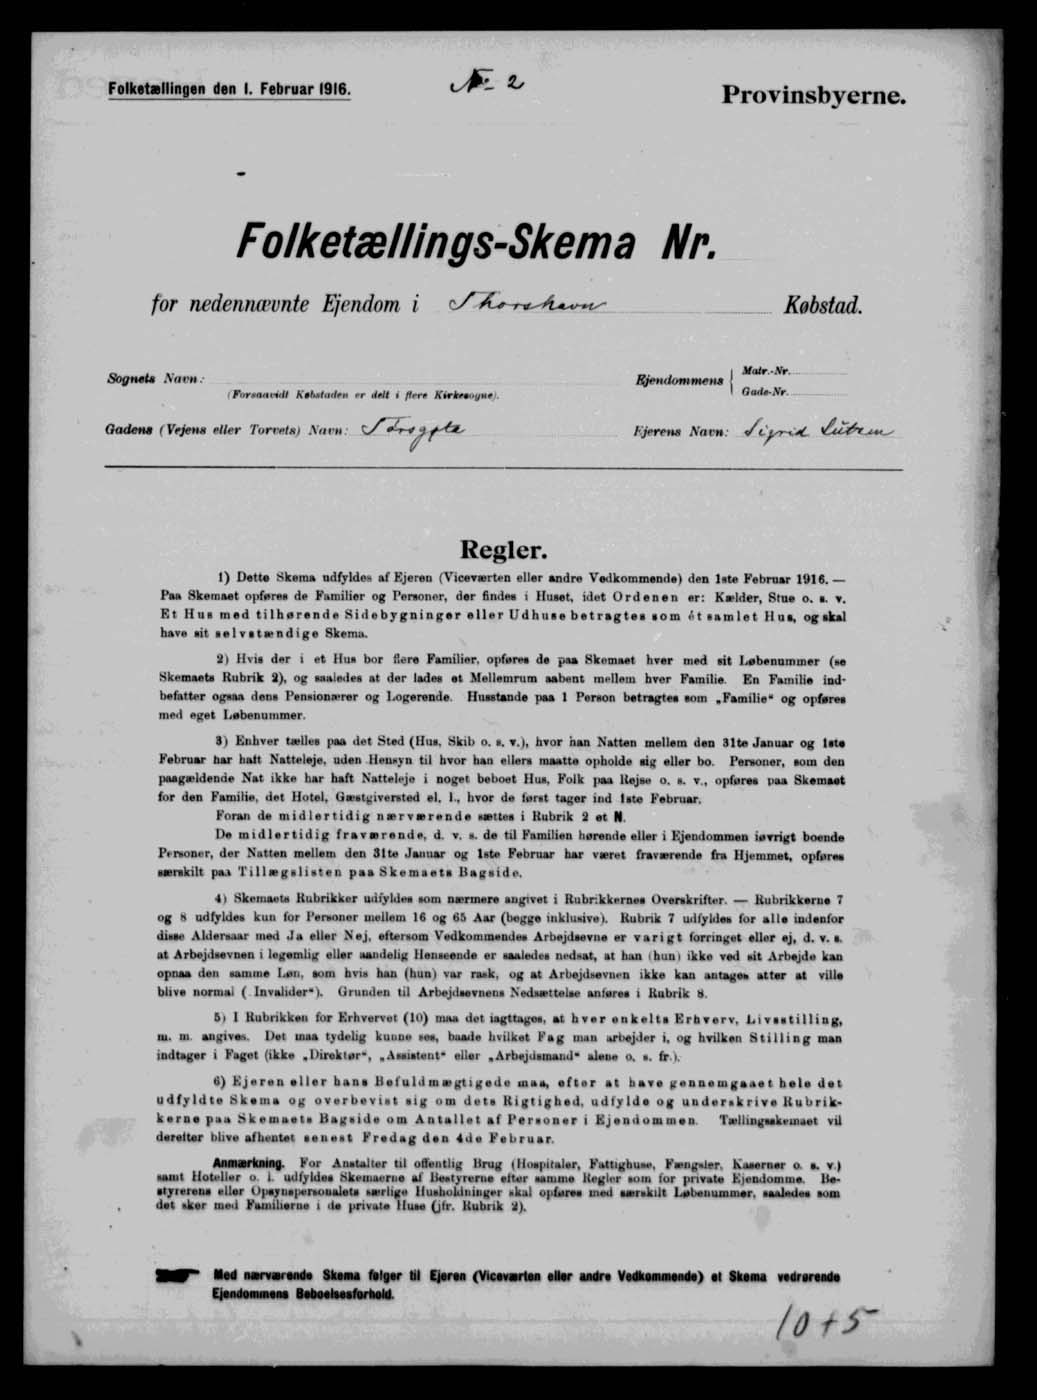 Folketællingen den 1. Februar 1916.
No 2
Provinsbyerne.
Folketællings-Skema Nr.
for nedennævnte Ejendom i Thorshavn Købstad.
Sognets Navn:
(Forsaavidt Købstaden er delt i flere Kirkesogne).
Ejendommens { Matr.-Nr.
Gade-Nr.
Gadens (Vejens eller Torvets) Navn:
Ejerens Navn: Sigrid
Regler.
1) Dette Skema udfyldes af Ejeren (Viceværten eller andre Vedkommende) den 1ste Februar 1916. —
Paa Skemaet opføres de Familier og Personer, der findes i Huset, idet Ordenen er: Kælder, Stue o. s. v.
Et Hus med tilhørende Sidebygninger eller Udhuse betragtes som ét samlet Hus, og skal
have sit selvstændige Skema.
2) Hvis der i et Hus bor flere Familier, opføres de paa Skemaet hver med sit Løbenummer (se
Skemaets Rubrik 2), og saaledes at der lades et Mellemrum aabent mellem hver Familie. En Familie ind-
befatter ogsaa dens Pensionærer og Logerende. Husstande paa 1 Person betragtes som „Familie“ og opføres
med eget Løbenummer.
3) Enhver tælles paa det Sted (Hus, Skib o. s. v.), hvor han Natten mellem den 31te Januar og 1ste
Februar har haft Natteleje, uden Hensyn til hvor han ellers maatte opholde sig eller bo. Personer, som den
paagældende Nat ikke har haft Natteleje i noget beboet Hus, Folk paa Rejse o. s. v., opføres paa Skemaet
for den Familie, det Hotel, Gæstgiversted el. l., hvor de først tager ind 1ste Februar.
Foran de midlertidig nærværende sættes i Rubrik 2 et N.
De midlertidig fraværende, d. v. s. de til Familien hørende eller i Ejendommen iøvrigt boende
Personer, der Natten mellem den 31te Januar og 1ste Februar har været fraværende fra Hjemmet, opføres
særskilt paa Tillægslisten paa Skemaets Bagside.
4) Skemaets Rubrikker udfyldes som nærmere angivet i Rubrikkernes Overskrifter. — Rubrikkerne 7
og 8 udfyldes kun for Personer mellem 16 og 65 Aar (begge inklusive). Rubrik 7 udfyldes for alle indenfor
disse Aldersaar med Ja eller Nej, eftersom Vedkommendes Arbejdsevne er varigt forringet eller ej, d. v. s.
at Arbejdsevnen i legemlig eller aandelig Henseende er saaledes nedsat, at han (hun) ikke ved sit Arbejde kan
opnaa den samme Løn, som hvis han (hun) var rask, og at Arbejdsevnen ikke kan antages atter at ville
blive normal („Invalider“). Grunden til Arbejdsevnens Nedsættelse anføres i Rubrik 8.
5) I Rubrikken for Erhvervet (10) maa det iagttages, at hver enkelts Erhverv, Livsstilling,
m. m. angives. Det maa tydelig kunne ses, baade hvilket Fag man arbejder i, og hvilken Stilling man
indtager i Faget (ikke „Direktør“, „Assistent“ eller „Arbejdsmand“ alene o. s. fr.).
6) Ejeren eller hans Befuldmægtigede maa, efter at have gennemgaaet hele det
udfyldte Skema og overbevist sig om dets Rigtighed, udfylde og underskrive Rubrik-
kerne paa Skemaets Bagside om Antallet af Personer i Ejendommen. Tællingsskemaet vil
derefter blive afhentet senest Fredag den 4de Februar.
Anmærkning. For Anstalter til offentlig Brug (Hospitaler, Fattighuse, Fængsler, Kaserner o. s. v.)
samt Hoteller o. l. udfyldes Skemaerne af Bestyrerne efter samme Regler som for private Ejendomme. Be-
styrerens eller Opsynspersonalets særlige Husholdninger skal opføres med særskilt Løbenummer, saaledes som
det sker med Familierne i de private Huse (jfr. Rubrik 2).
Med nærværende Skema følger til Ejeren (Viceværten eller andre Vedkommende) et Skema vedrørende
Ejendommens Beboelsesforhold.
10+5